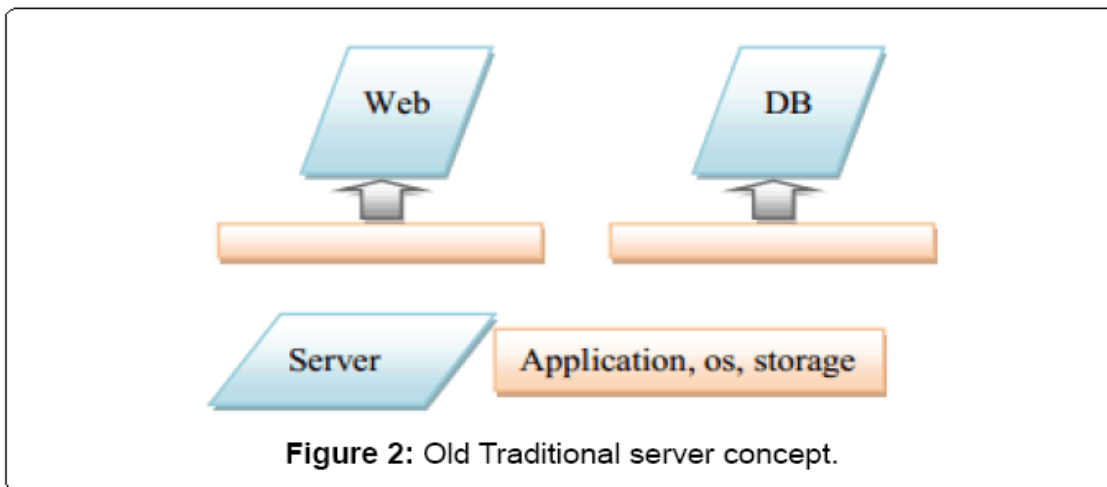 Web
DB
Server
Application, os, storage
Figure 2: Old Traditional server concept.